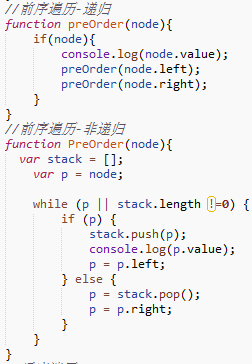 //前序遍历-递归
function preOrder(node){
    if(node){
        console.log(node.value);
        preOrder(node.left);
        preOrder(node.right);
    }
}
//前序遍历-非递归
function PreOrder(node){
  var stack = [];
    var p = node;

    while (p || stack.length !=0) {
        if (p) {
            stack.push(p);
            console.log(p.value);
            p = p.left;
        } else {
            p = stack.pop();
            p = p.right;
        }
    }
}